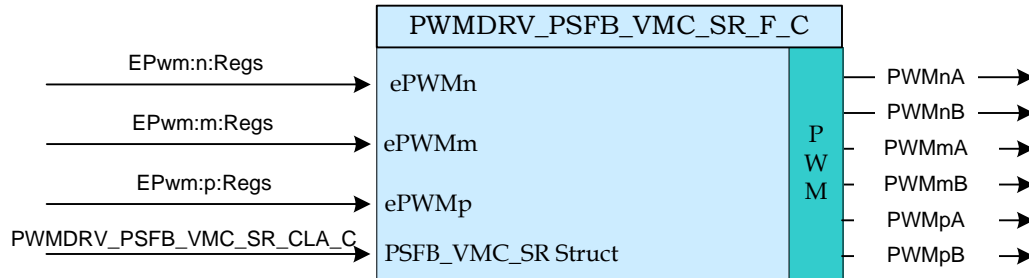 PWMDRV_PSFB_VMC_SR_F_C
EPwm:n:Regs
ePWMn
EPwm:m:Regs
ePWMm
EPwm:p:Regs
ePWMp
PWMDRV_PSFB_VMC_SR_CLA_C
PSFB_VMC_SR Struct
P
W
M
PWMnA
PWMnB
PWMmA
PWMmB
PWMpA
PWMpB